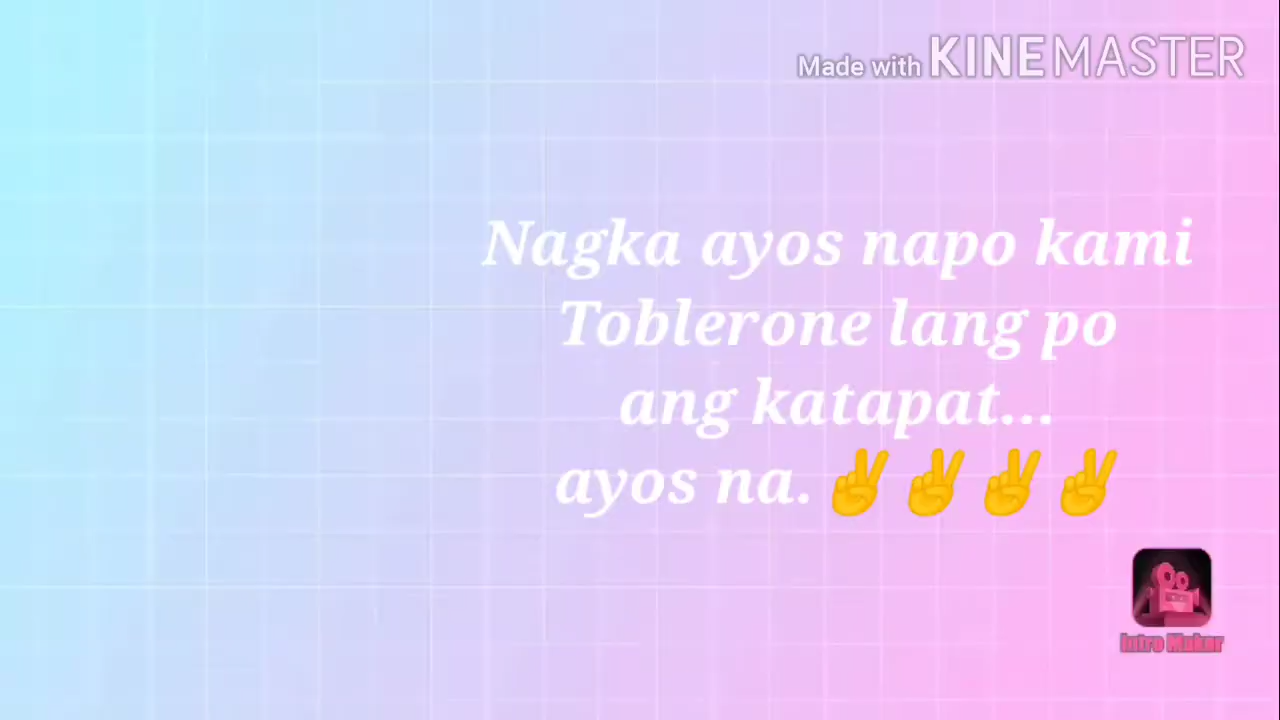 Made with KINEMASTER
Nagka ayos napo kami
Toblerone lang po
ang katapat...
ayos na. ✌✌✌✌
Intro Maker